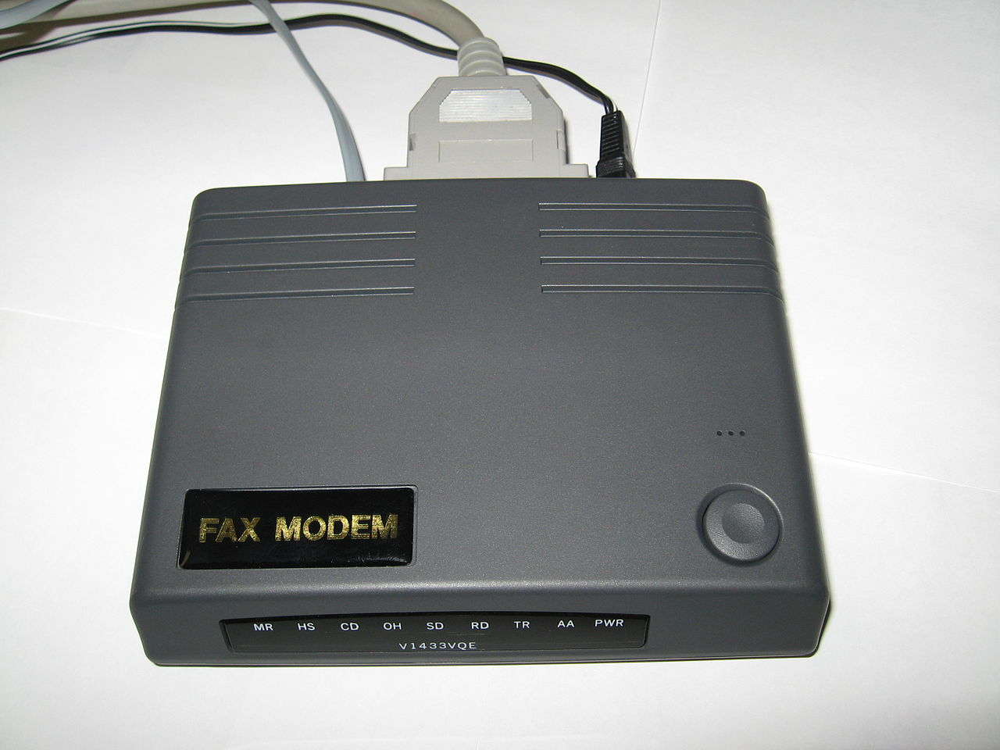 FAX MODEM
MR HS CD OH SD RD TR AA PWR
V1433VQE